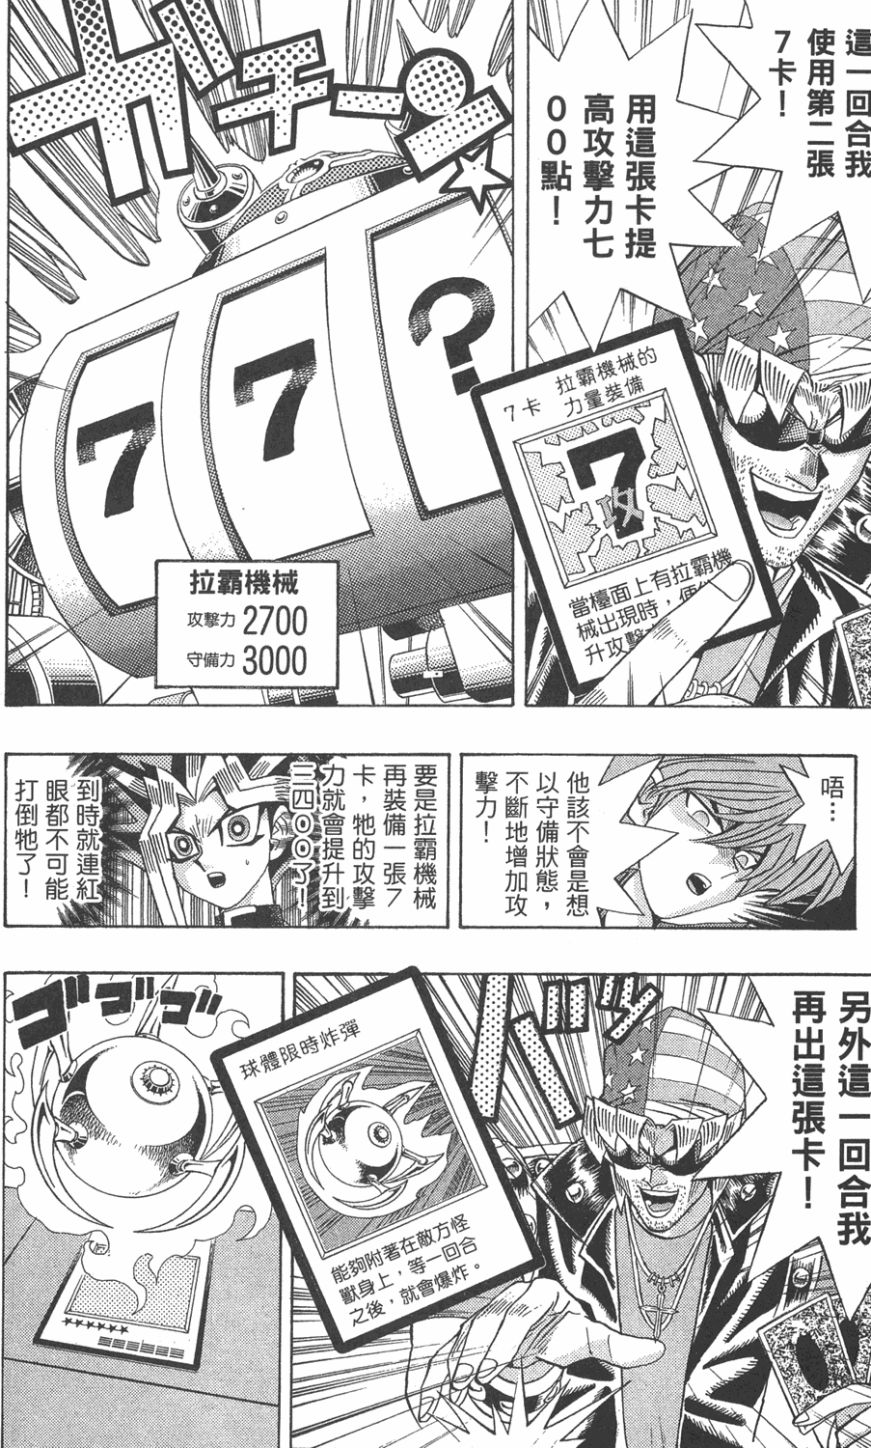 這一回合我
使用第二張
7卡！
用這張卡提
高攻擊力七
００點！
7卡
拉霸機械的
力量裝備
7
攻
當檯面上有拉霸機
械出現時，使
升攻擊
ガチーン
7
7
?
拉霸機械
攻擊力 2700
守備力 3000
唔…
他該不會是想
以守備狀態，
不斷地增加攻
擊力！
要是拉霸機械
再裝備一張7
卡，牠的攻擊
力就會提升到
三四００了！
到時就連紅
眼都不可能
打倒牠了！
另外這一回合我
再出這張卡！
バッ
球體限時炸彈
能夠附著在敵方怪
獸身上，等一回合
之後，就會爆炸。
ゴゴゴ